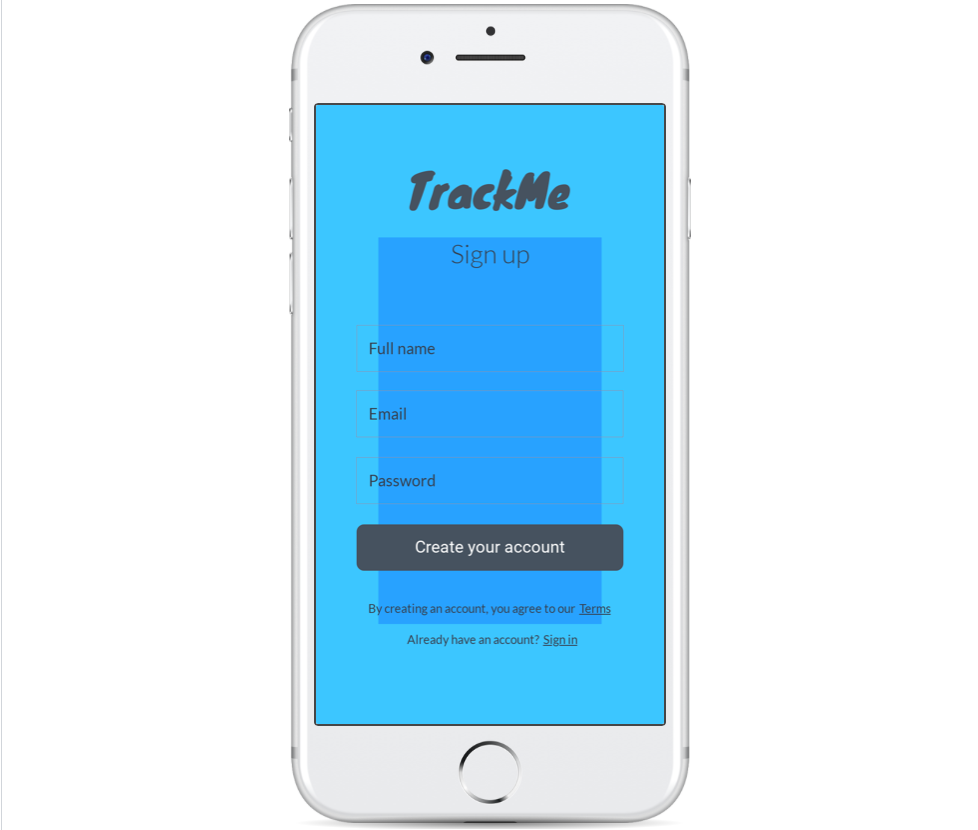 TrackMe
Sign up
Full name
Email
Password
Create your account
By creating an account, you agree to our Terms
Already have an account? Sign in